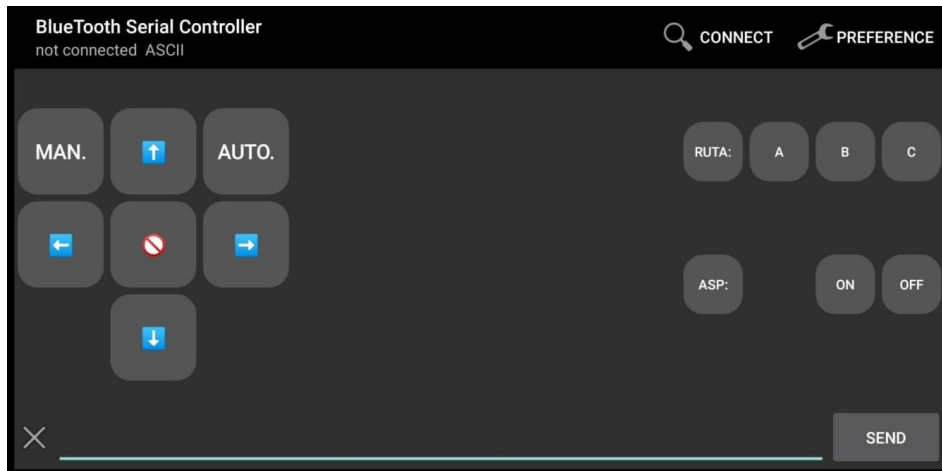 BlueTooth Serial Controller
not connected ASCII
CONNECT
PREFERENCE
MAN.
AUTO.
RUTA:
A
B
C
ASP:
ON
OFF
SEND